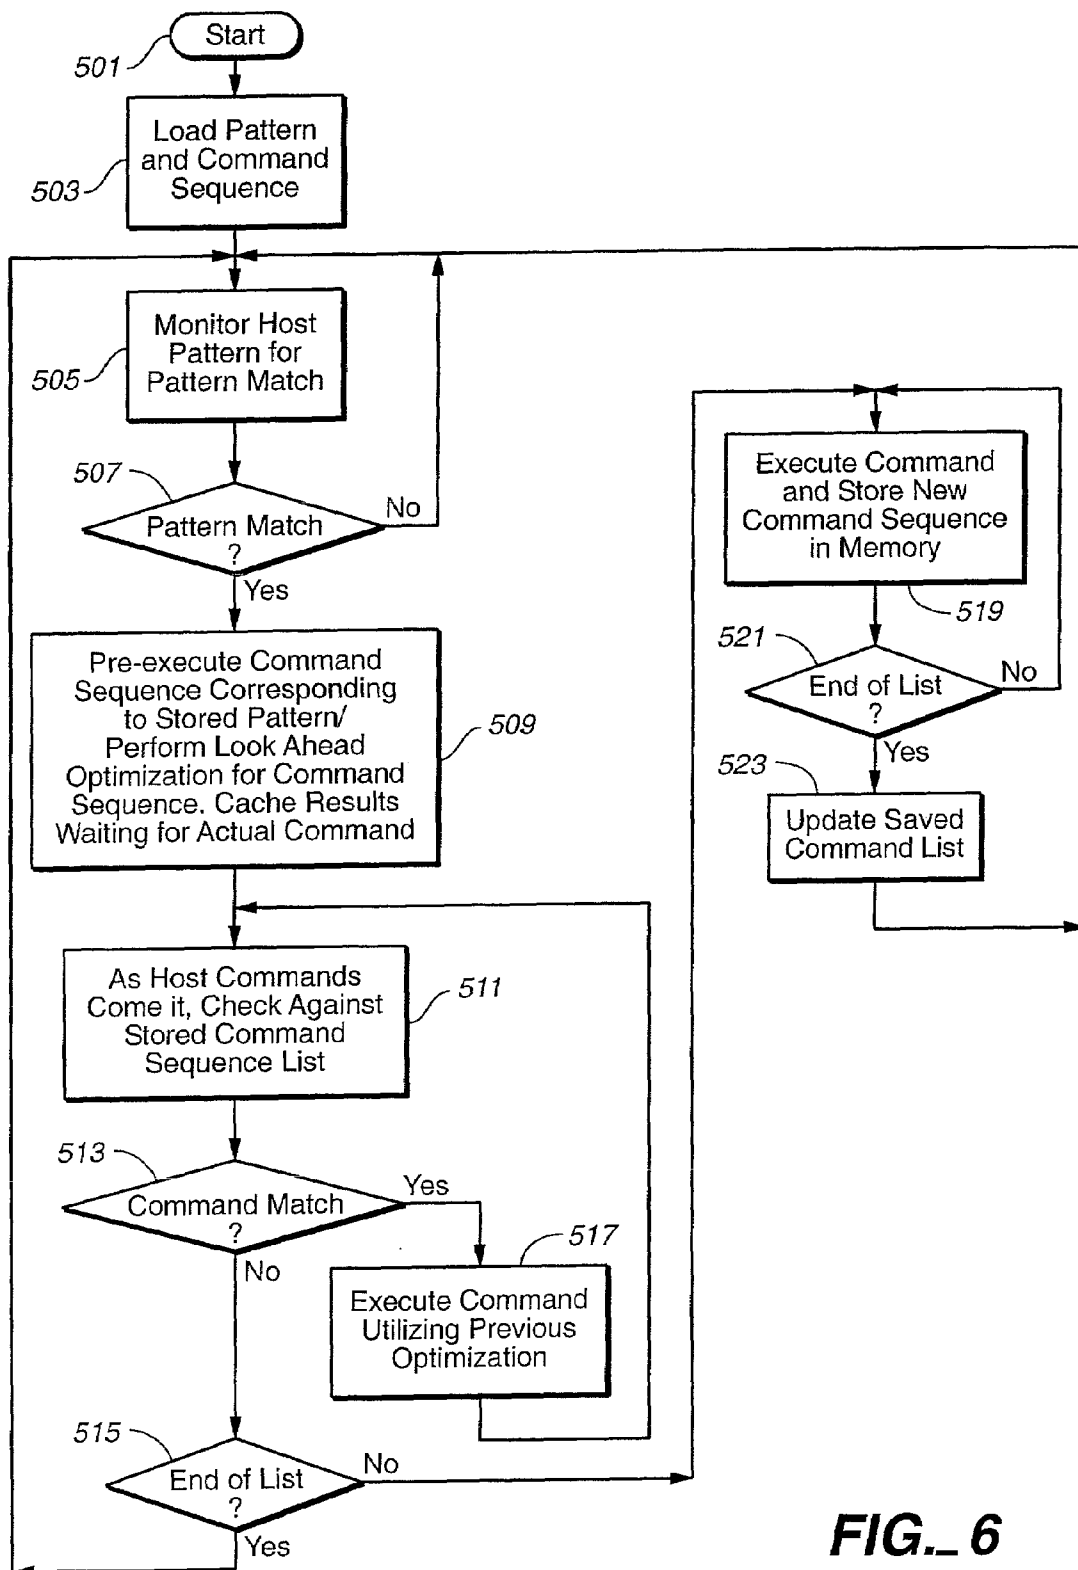 Start
501
Load Pattern
and Command
Sequence
503
Monitor Host
Pattern for
Pattern Match
505
507
Pattern Match
?
No
Yes
Pre-execute Command
Sequence Corresponding
to Stored Pattern/
Perform Look Ahead
Optimization for Command
Sequence. Cache Results
Waiting for Actual Command
509
As Host Commands
Come it, Check Against
Stored Command
Sequence List
511
513
Command Match
?
Yes
No
517
Execute Command
Utilizing Previous
Optimization
515
End of List
?
No
Yes
Execute Command
and Store New
Command Sequence
in Memory
519
521
End of List
?
No
Yes
523
Update Saved
Command List
FIG._6